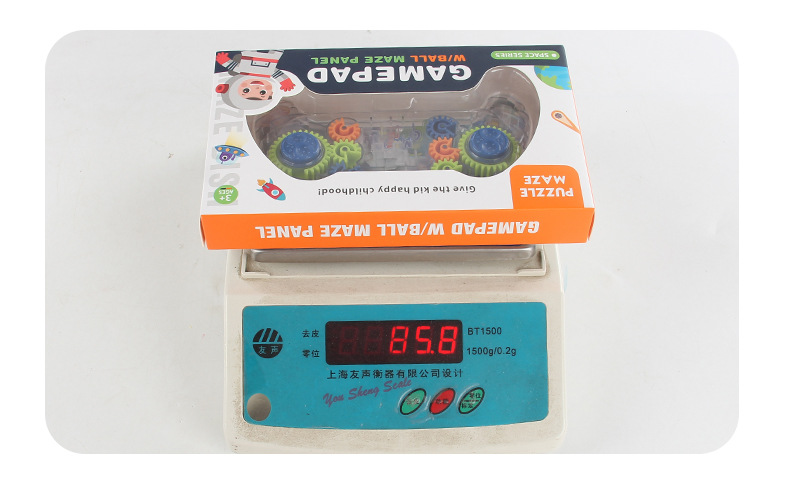 SPACE SERIES
GAMEPAD
W/BALL MAZE PANEL
PUZZLE
MAZE
Give the kid happy childhood!
AGES
3+
GAMEPAD W/BALL MAZE PANEL
去皮
零位
85.8
BT1500
1500g/0.2g
友声
上海友声衡器有限公司设计
You Sheng Scale